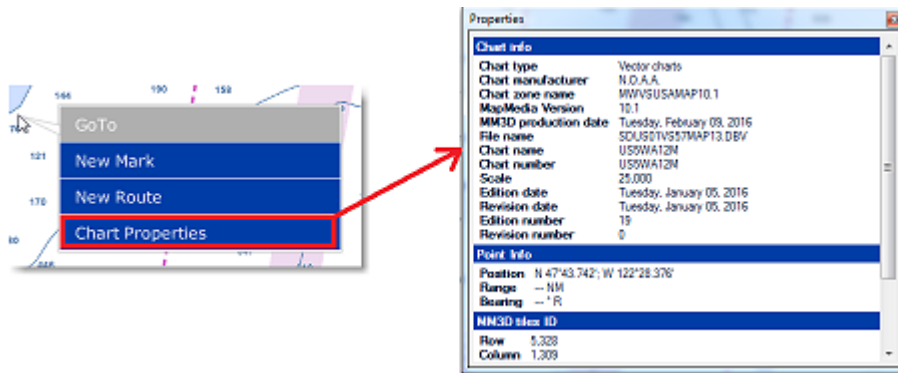 166
190
158
GoTo
121
New Mark
178
New Route
Chart Properties
Properties
Chart info
Chart type Vector charts
Chart manufacturer N.O.A.A.
Chart zone name MWVSUSAMAP10.1
MapMedia Version 10.1
MM3D production date Tuesday, February 09, 2016
File name SDUS01VS57MAP13.DBV
Chart name US5WA12M
Chart number US5WA12M
Scale 25,000
Edition date Tuesday, January 05, 2016
Revision date Tuesday, January 05, 2016
Edition number 19
Revision number 0
Point Info
Position N 47°43.742'; W 122°28.376'
Range -- NM
Bearing -- ° R
MM3D tiles ID
Row 5,328
Column 1,309